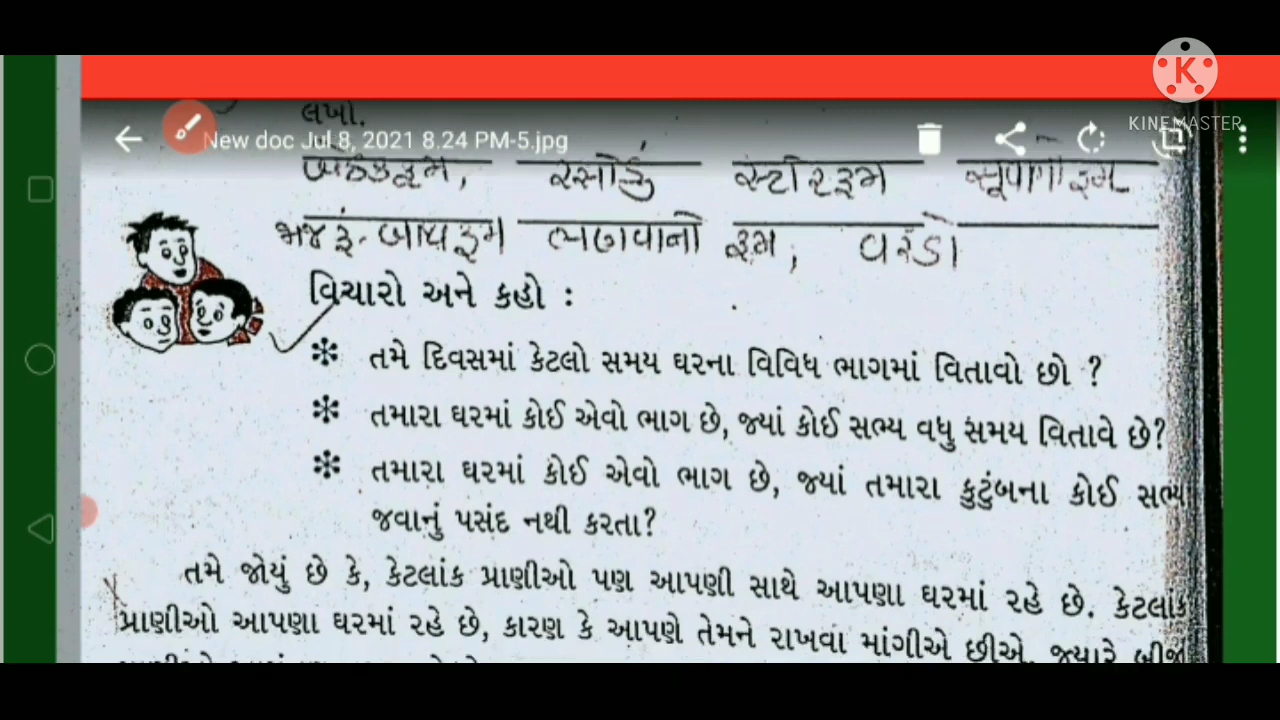 લખો.
New doc Jul 8, 2021 8.24 PM-5.jpg
KINEMASTER
બેઠકરૂમ, રસોડું સ્ટોરરૂમ સૂવાનો રૂમ
બાથરૂમ ભણવાનો રૂમ, વરંડો
વિચારો અને કહો :
✻ તમે દિવસમાં કેટલો સમય ઘરના વિવિધ ભાગમાં વિતાવો છો ?
✻ તમારા ઘરમાં કોઈ એવો ભાગ છે, જ્યાં કોઈ સભ્ય વધુ સમય વિતાવે છે?
✻ તમારા ઘરમાં કોઈ એવો ભાગ છે, જ્યાં તમારા કુટુંબના કોઈ સભ્ય
જવાનું પસંદ નથી કરતા?
તમે જોયું છે કે, કેટલાંક પ્રાણીઓ પણ આપણી સાથે આપણા ઘરમાં રહે છે. કેટલાંક
પ્રાણીઓ આપણા ઘરમાં રહે છે, કારણ કે આપણે તેમને રાખવા માંગીએ છીએ. જ્યારે બીજા